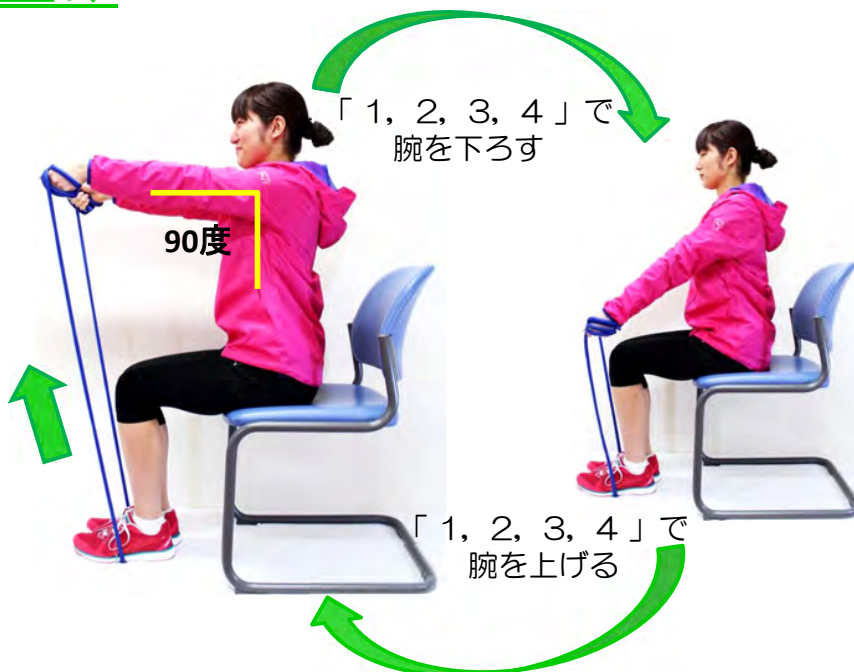 「 1, 2, 3, 4 」で
腕を下ろす
90度
「 1, 2, 3, 4 」で
腕を上げる